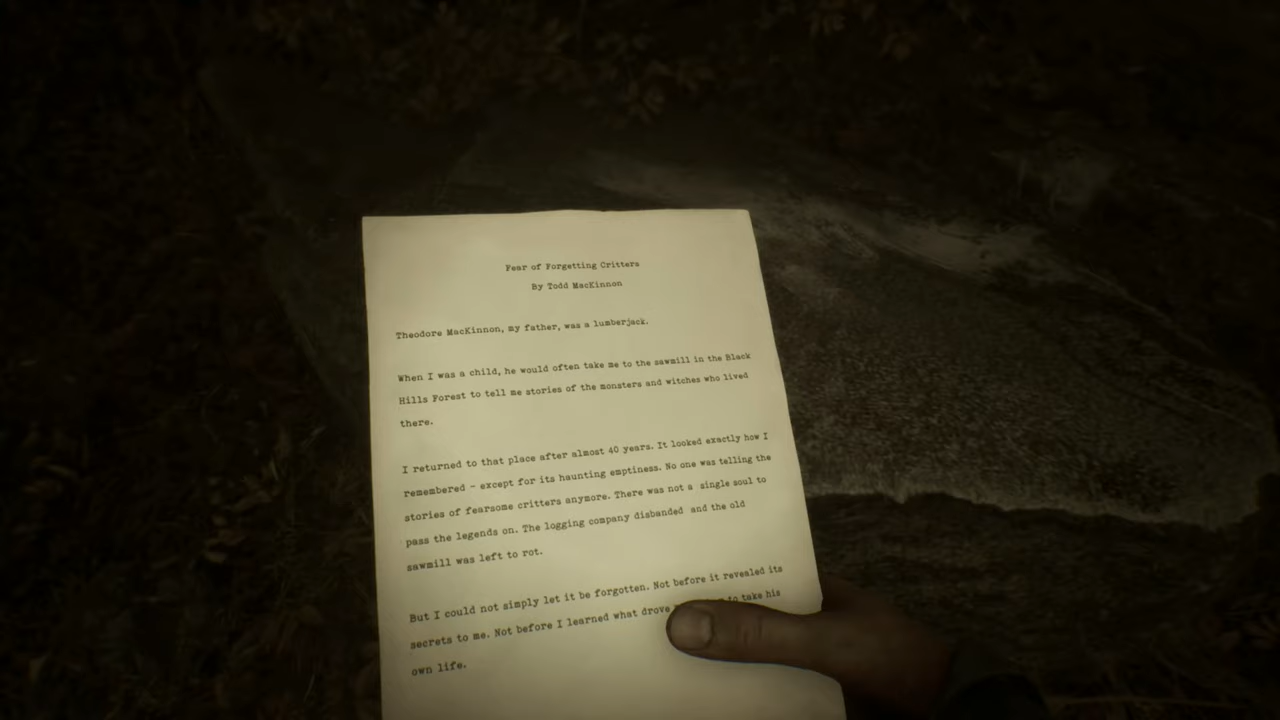 Fear of Forgetting Critters
By Todd MacKinnon
Theodore MacKinnon, my father, was a lumberjack.
When I was a child, he would often take me to the sawmill in the Black
Hills Forest to tell me stories of the monsters and witches who lived
there.
I returned to that place after almost 40 years. It looked exactly how I
remembered - except for its haunting emptiness. No one was telling the
stories of fearsome critters anymore. There was not a single soul to
pass the legends on. The logging company disbanded and the old
sawmill was left to rot.
But I could not simply let it be forgotten. Not before it revealed its
secrets to me. Not before I learned what drove to take his
own life.